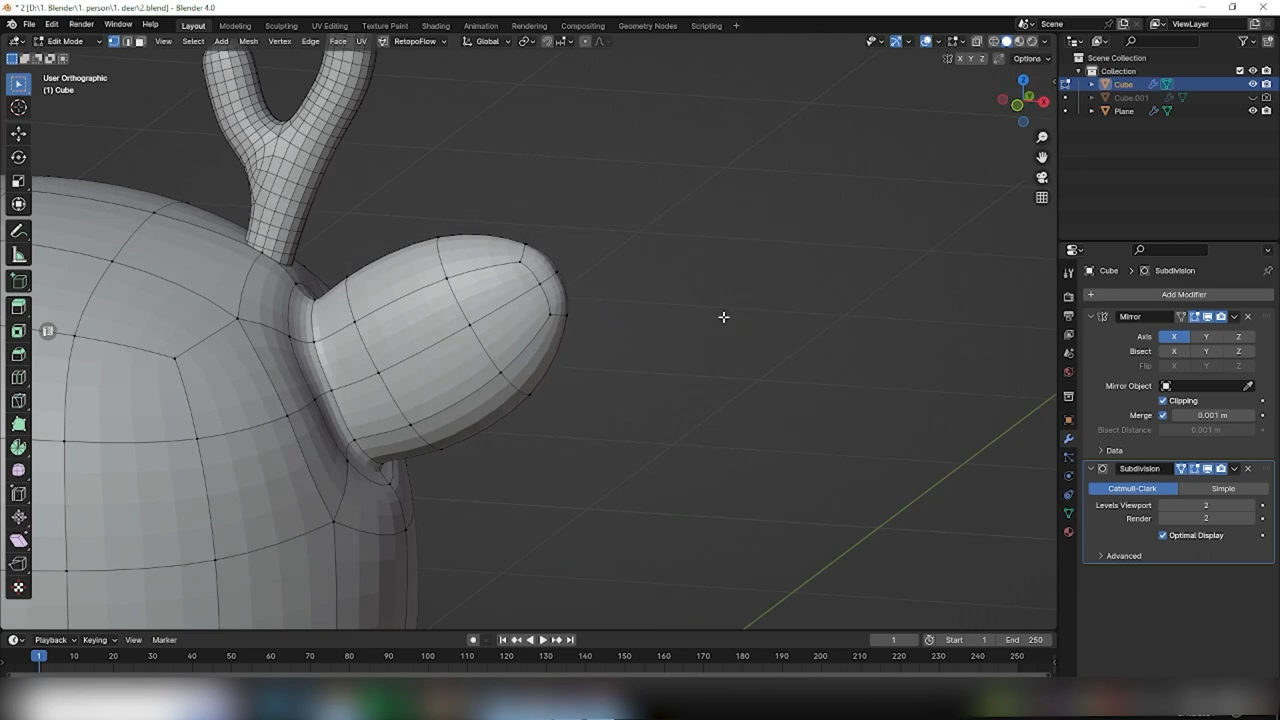 * 2 [D:\1. Blender\1. person\1. deer\2.blend] - Blender 4.0
File Edit Render Window Help Layout Modeling Sculpting UV Editing Texture Paint Shading Animation Rendering Compositing Geometry Nodes Scripting + Scene ViewLayer
Edit Mode View Select Add Mesh Vertex Edge Face UV RetopoFlow Global
X Y Z Options
User Orthographic
(1) Cube
Z
Y
X
Scene Collection
Collection
Cube
Cube.001
Plane
Cube > Subdivision
+ Add Modifier
Mirror
Axis X Y Z
Bisect X Y Z
Flip X Y Z
Mirror Object
Clipping
Merge 0.001 m
Bisect Distance 0.001 m
> Data
Subdivision
Catmull-Clark Simple
Levels Viewport 2
Render 2
Optimal Display
> Advanced
Playback Keying View Marker 1 Start 1 End 250
1 10 20 30 40 50 60 70 80 90 100 110 120 130 140 150 160 170 180 190 200 210 220 230 240 250